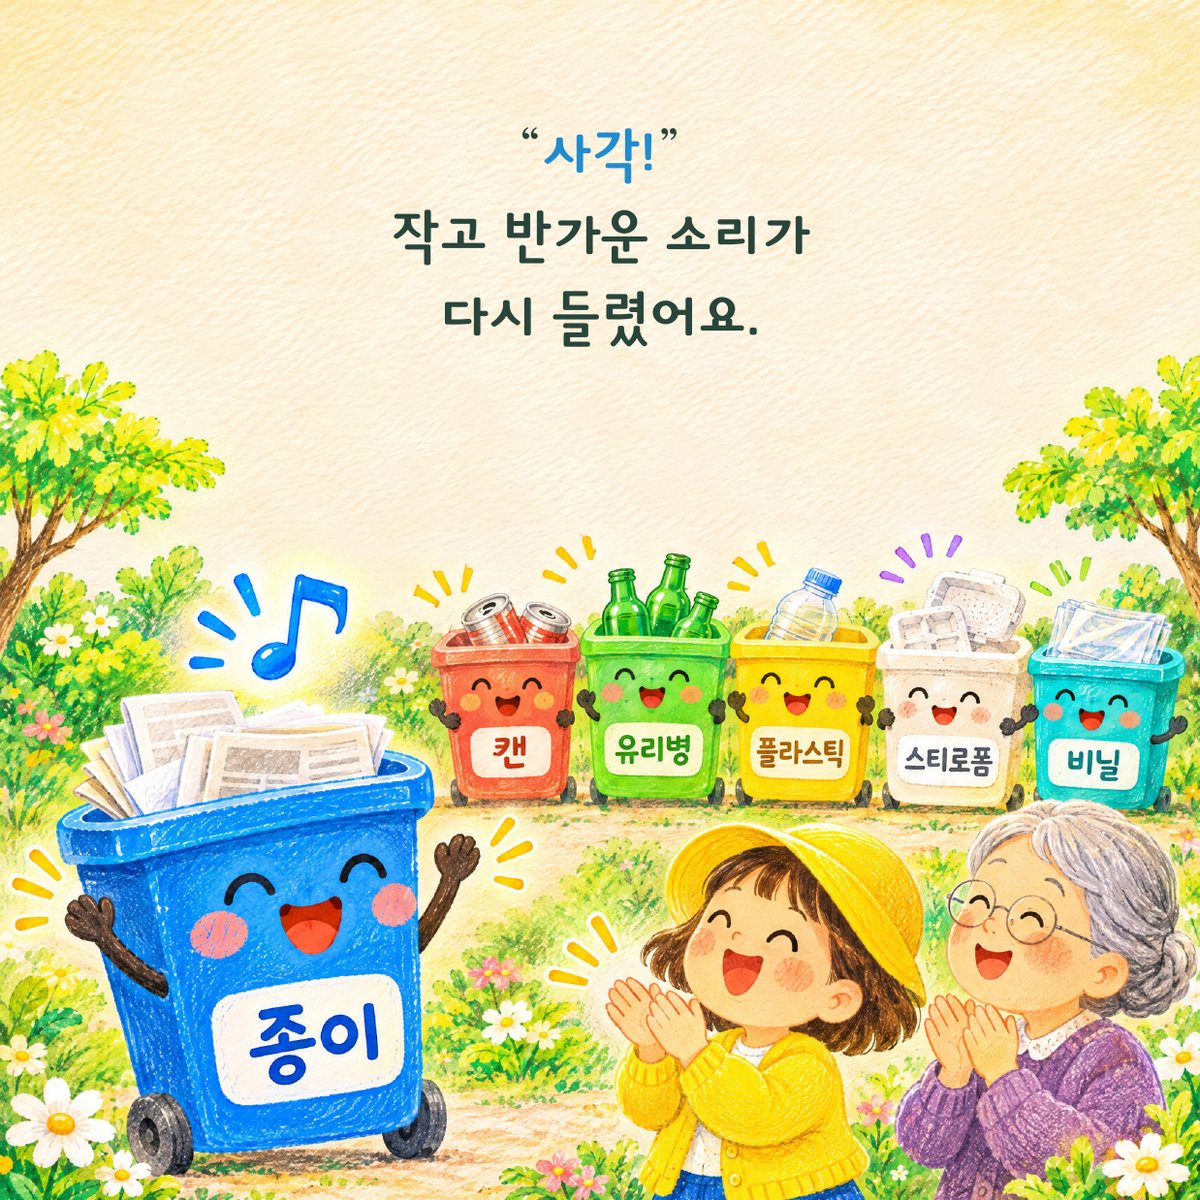 “사각!”
작고 반가운 소리가
다시 들렸어요.
캔
유리병
플라스틱
스티로폼
비닐
종이